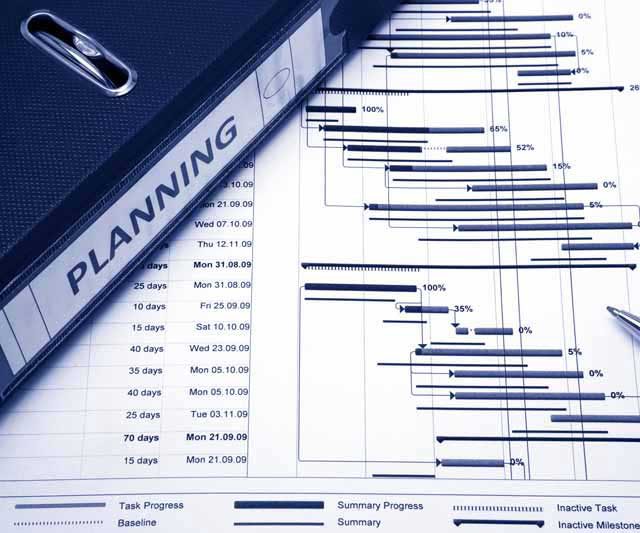 35%
0%
10%
5%
0%
26
PLANNING
100%
65%
52%
15%
0%
5%
0%
.09
3.10.09
on 21.09.09
Wed 07.10.09
Thu 12.11.09
days Mon 31.08.09
25 days Mon 31.08.09 100%
10 days Fri 25.09.09 35%
15 days Sat 10.10.09 0%
40 days Wed 23.09.09 5%
35 days Mon 05.10.09 0%
40 days Mon 05.10.09 0%
25 days Tue 03.11.09
70 days Mon 21.09.09
15 days Mon 21.09.09 0%
Task Progress Summary Progress Inactive Task
Baseline Summary Inactive Milestone